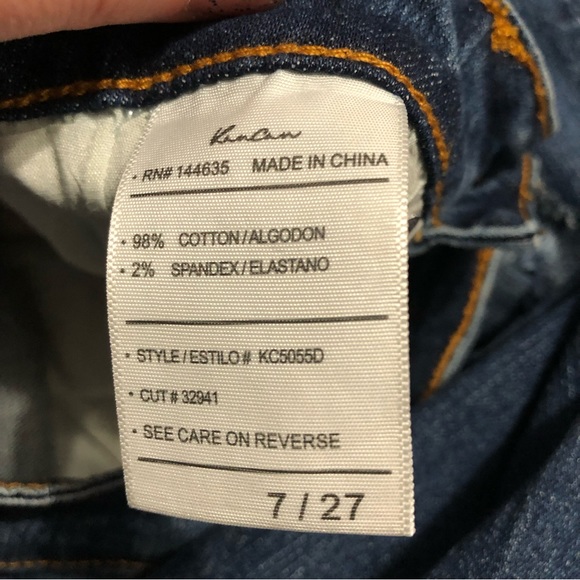 KanCan
• RN# 144635 MADE IN CHINA
• 98% COTTON/ALGODON
• 2% SPANDEX/ELASTANO
• STYLE/ESTILO# KC5055D
• CUT# 32941
• SEE CARE ON REVERSE
7 / 27